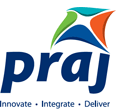 praj
Innovate • Integrate • Deliver